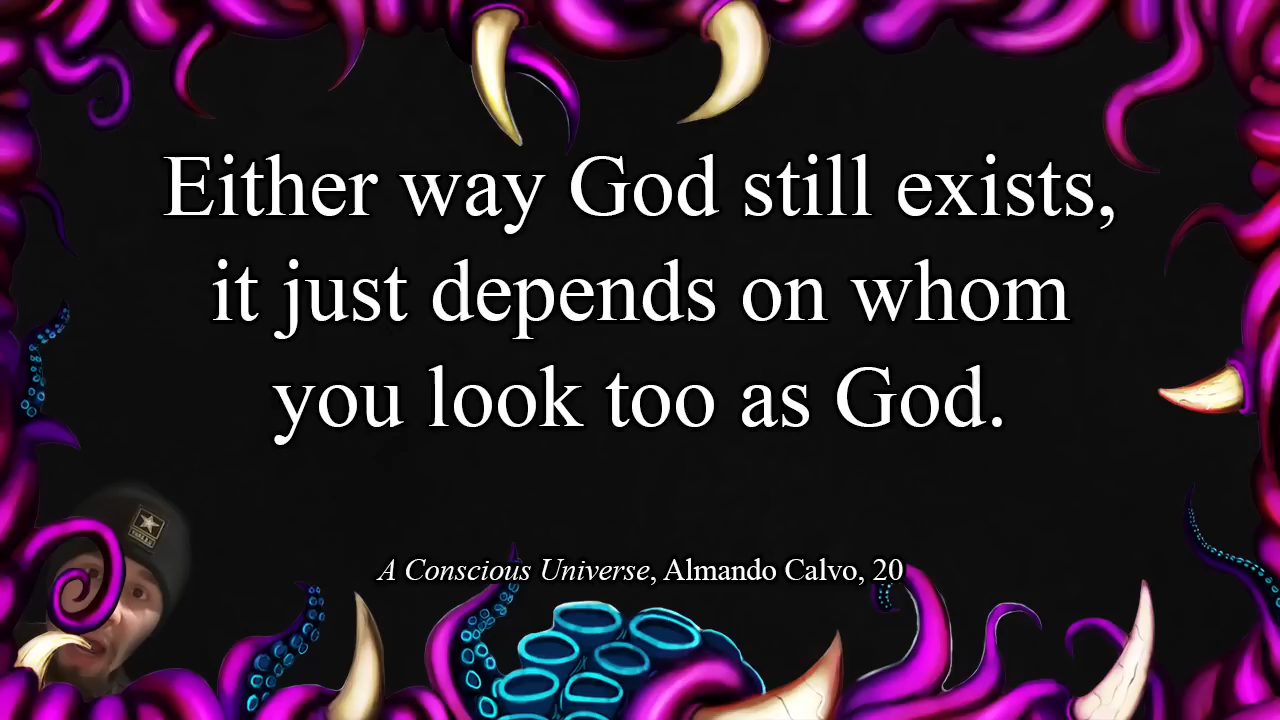 Either way God still exists,
it just depends on whom
you look too as God.
A Conscious Universe, Almando Calvo, 20